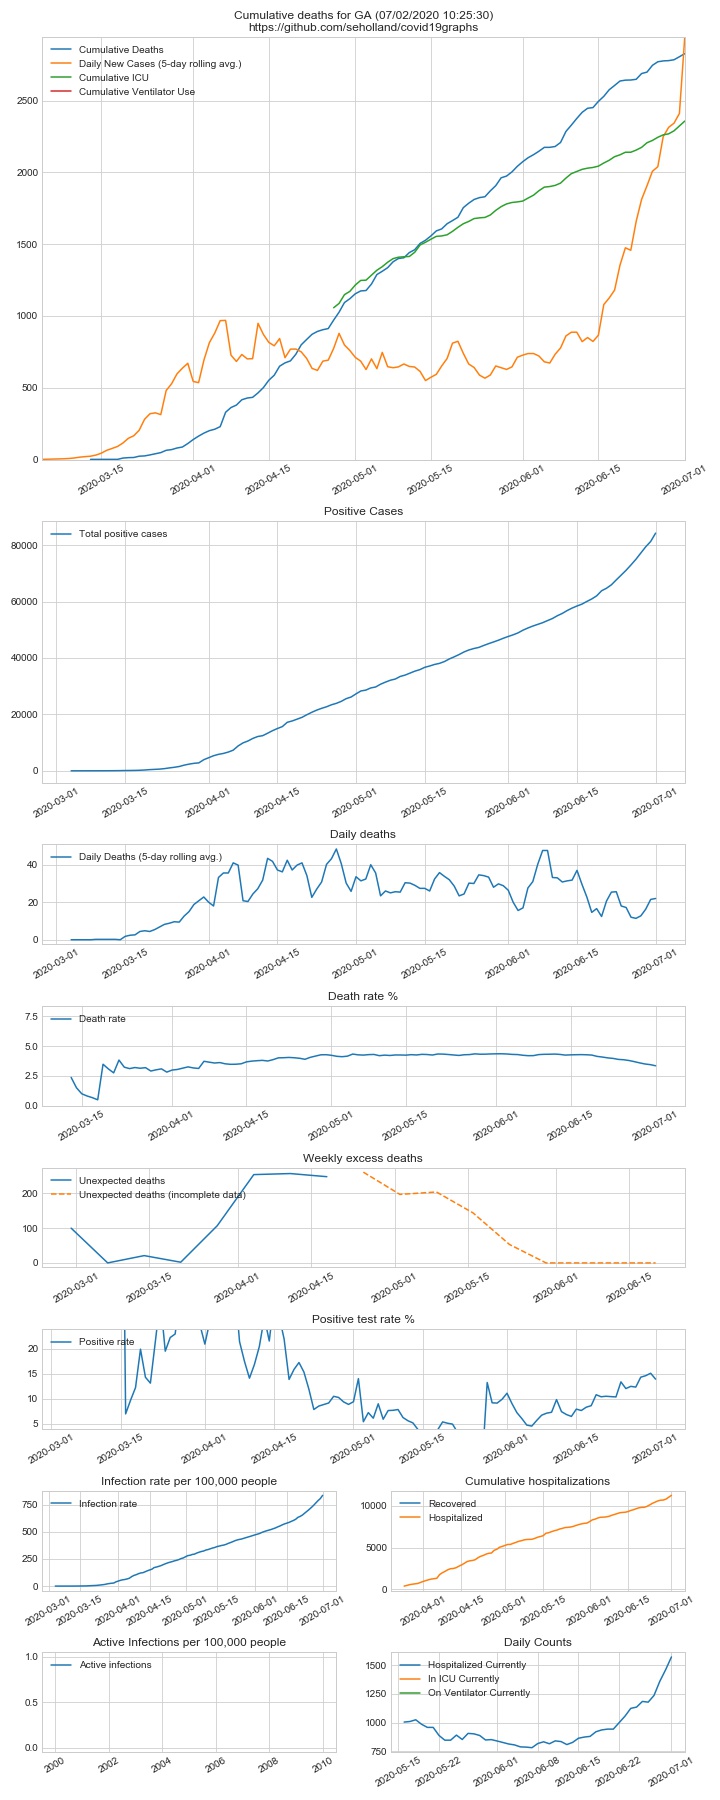 Cumulative deaths for GA (07/02/2020 10:25:30)
https://github.com/seholland/covid19graphs
Cumulative Deaths
Daily New Cases (5-day rolling avg.)
Cumulative ICU
Cumulative Ventilator Use
2500
2000
1500
1000
500
0
2020-03-15 2020-04-01 2020-04-15 2020-05-01 2020-05-15 2020-06-01 2020-06-15 2020-07-01
Positive Cases
Total positive cases
80000
60000
40000
20000
0
2020-03-01 2020-03-15 2020-04-01 2020-04-15 2020-05-01 2020-05-15 2020-06-01 2020-06-15 2020-07-01
Daily deaths
Daily Deaths (5-day rolling avg.)
40
20
0
2020-03-01 2020-03-15 2020-04-01 2020-04-15 2020-05-01 2020-05-15 2020-06-01 2020-06-15 2020-07-01
Death rate %
Death rate
7.5
5.0
2.5
0.0
2020-03-15 2020-04-01 2020-04-15 2020-05-01 2020-05-15 2020-06-01 2020-06-15 2020-07-01
Weekly excess deaths
Unexpected deaths
Unexpected deaths (incomplete data)
200
100
0
2020-03-01 2020-03-15 2020-04-01 2020-04-15 2020-05-01 2020-05-15 2020-06-01 2020-06-15
Positive test rate %
Positive rate
20
15
10
5
2020-03-01 2020-03-15 2020-04-01 2020-04-15 2020-05-01 2020-05-15 2020-06-01 2020-06-15 2020-07-01
Infection rate per 100,000 people
Infection rate
750
500
250
0
2020-03-01 2020-03-15 2020-04-01 2020-04-15 2020-05-01 2020-05-15 2020-06-01 2020-06-15 2020-07-01
Cumulative hospitalizations
Recovered
Hospitalized
10000
5000
0
2020-04-01 2020-04-15 2020-05-01 2020-05-15 2020-06-01 2020-06-15 2020-07-01
Active Infections per 100,000 people
Active infections
1.0
0.5
0.0
2000 2002 2004 2006 2008 2010
Daily Counts
Hospitalized Currently
In ICU Currently
On Ventilator Currently
1500
1250
1000
750
2020-05-15 2020-05-22 2020-06-01 2020-06-08 2020-06-15 2020-06-22 2020-07-01